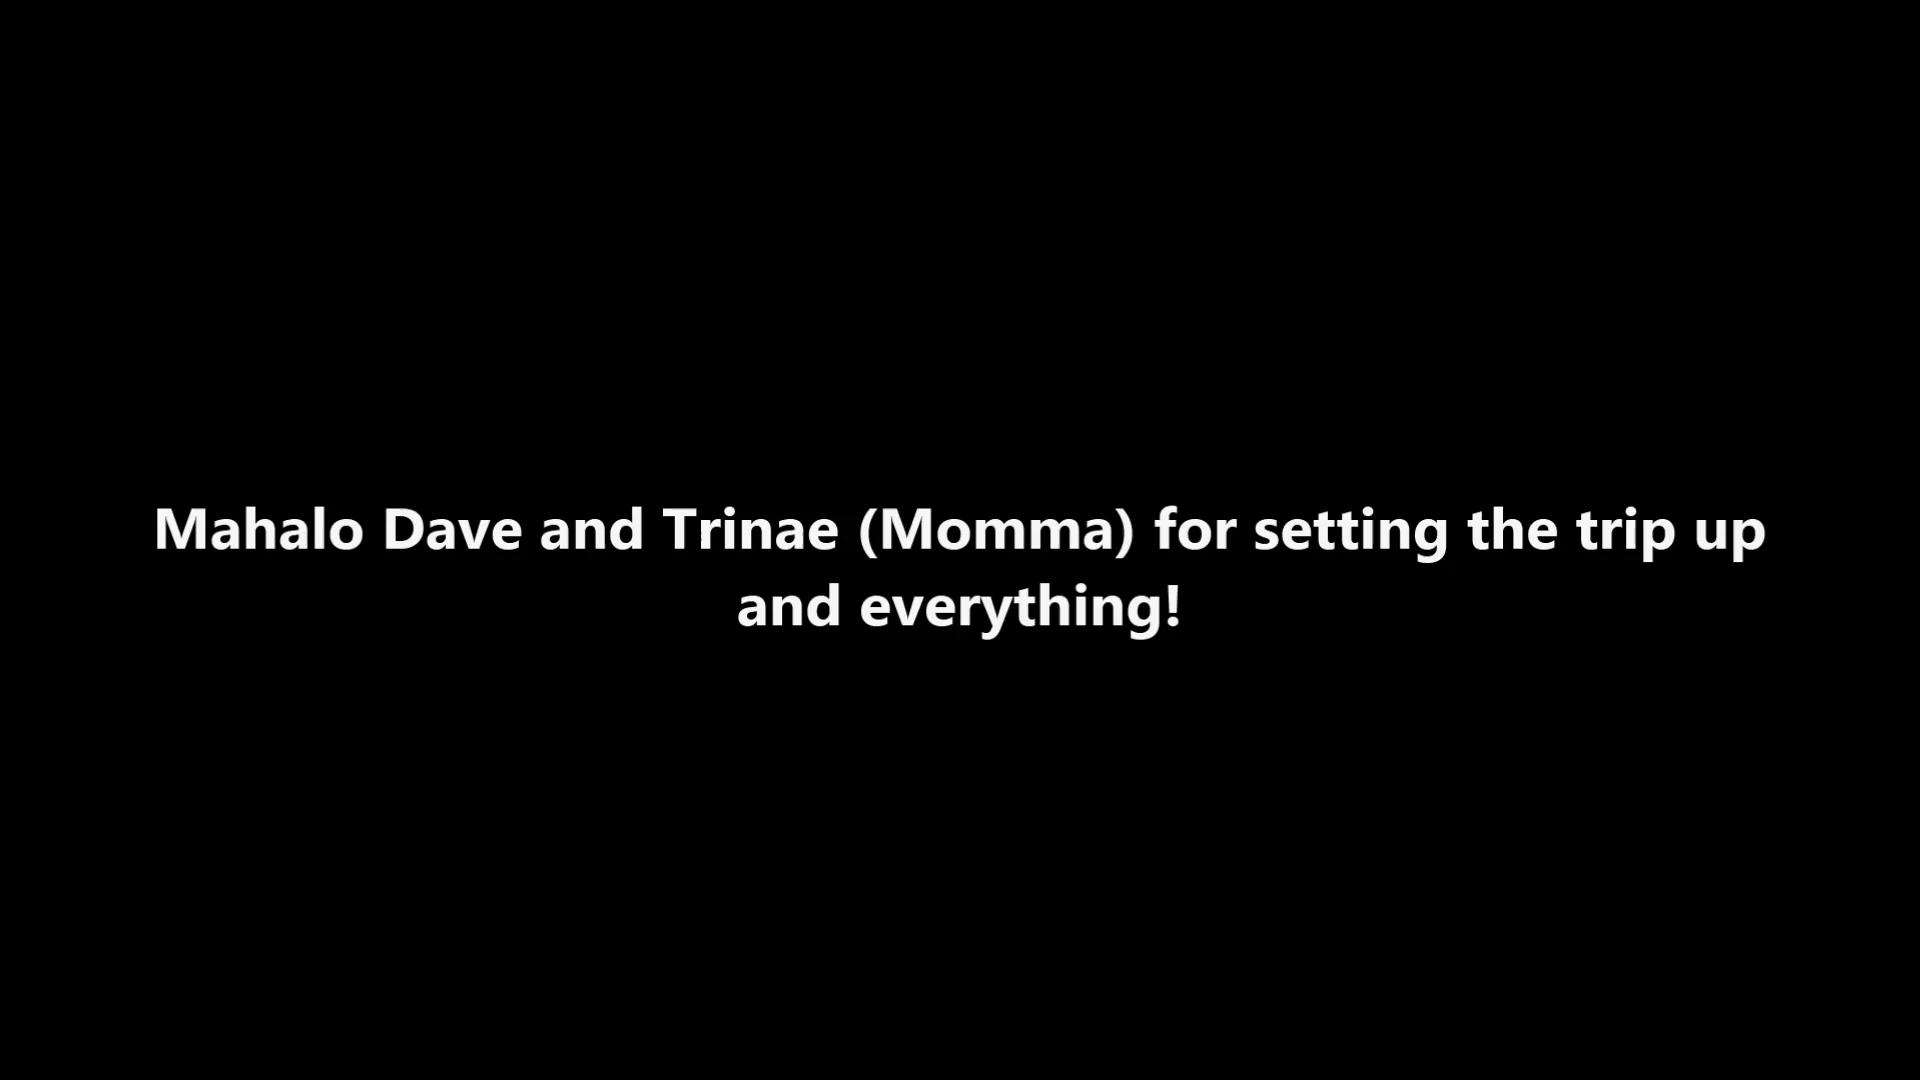 Mahalo Dave and Trinae (Momma) for setting the trip up
and everything!